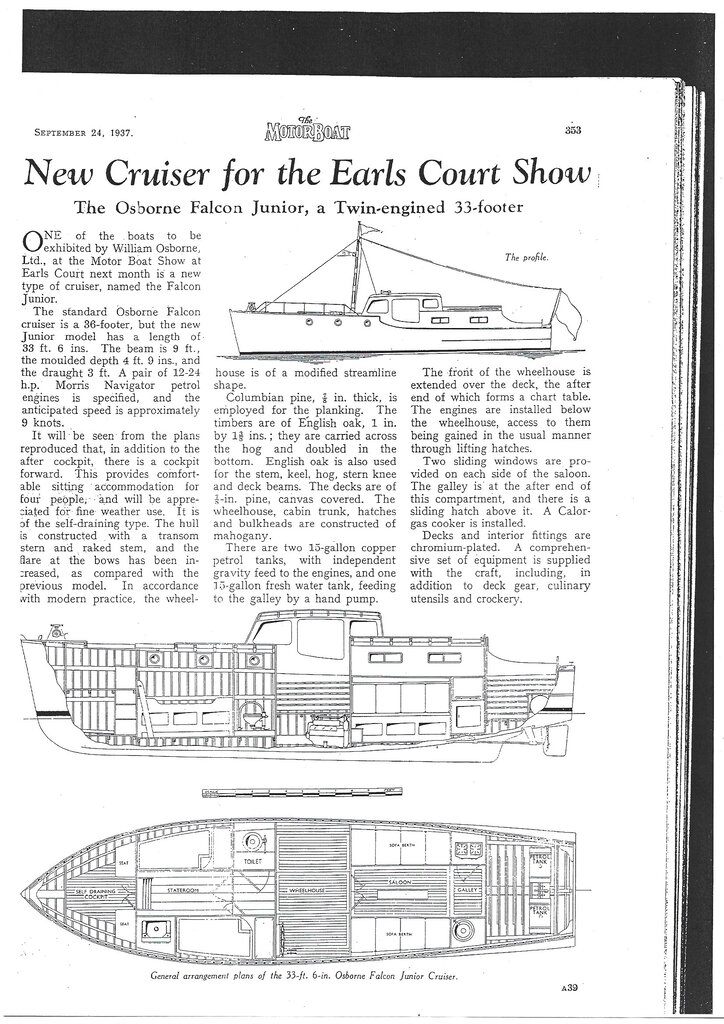 SEPTEMBER 24, 1937.
The
MOTOR BOAT
353
New Cruiser for the Earls Court Show
The Osborne Falcon Junior, a Twin-engined 33-footer
ONE of the boats to be
exhibited by William Osborne,
Ltd., at the Motor Boat Show at
Earls Court next month is a new
type of cruiser, named the Falcon
Junior.
The standard Osborne Falcon
cruiser is a 36-footer, but the new
Junior model has a length of
33 ft. 6 ins. The beam is 9 ft.,
the moulded depth 4 ft. 9 ins., and
the draught 3 ft. A pair of 12-24
h.p. Morris Navigator petrol
engines is specified, and the
anticipated speed is approximately
9 knots.
It will be seen from the plans
reproduced that, in addition to the
after cockpit, there is a cockpit
forward. This provides comfort-
able sitting accommodation for
four people, and will be appre-
ciated for fine weather use. It is
of the self-draining type. The hull
is constructed with a transom
stern and raked stem, and the
flare at the bows has been in-
creased, as compared with the
previous model. In accordance
with modern practice, the wheel-
The profile.
house is of a modified streamline
shape.
Columbian pine, in. thick, is
employed for the planking. The
timbers are of English oak, 1 in.
by ins.; they are carried across
the hog and doubled in the
bottom. English oak is also used
for the stem, keel, hog, stern knee
and deck beams. The decks are of
-in. pine, canvas covered. The
wheelhouse, cabin trunk, hatches
and bulkheads are constructed of
mahogany.
There are two 15-gallon copper
petrol tanks, with independent
gravity feed to the engines, and one
15-gallon fresh water tank, feeding
to the galley by a hand pump.
The front of the wheelhouse is
extended over the deck, the after
end of which forms a chart table.
The engines are installed below
the wheelhouse, access to them
being gained in the usual manner
through lifting hatches.
Two sliding windows are pro-
vided on each side of the saloon.
The galley is at the after end of
this compartment, and there is a
sliding hatch above it. A Calor-
gas cooker is installed.
Decks and interior fittings are
chromium-plated. A comprehen-
sive set of equipment is supplied
with the craft, including, in
addition to deck gear, culinary
utensils and crockery.
SEAT
TOILET
SOFA BERTH
PETROL
TANK
SELF DRAINING
COCKPIT
STATEROOM
WHEELHOUSE
SALOON
GALLEY
SEAT
SOFA BERTH
PETROL
TANK
General arrangement plans of the 33-ft. 6-in. Osborne Falcon Junior Cruiser.
A39